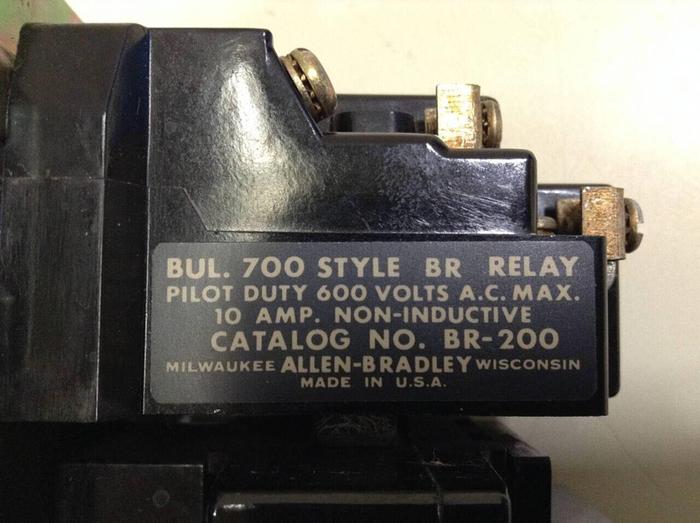 BUL. 700 STYLE BR RELAY
PILOT DUTY 600 VOLTS A.C. MAX.
10 AMP. NON-INDUCTIVE
CATALOG NO. BR-200
MILWAUKEE ALLEN-BRADLEY WISCONSIN
MADE IN U.S.A.